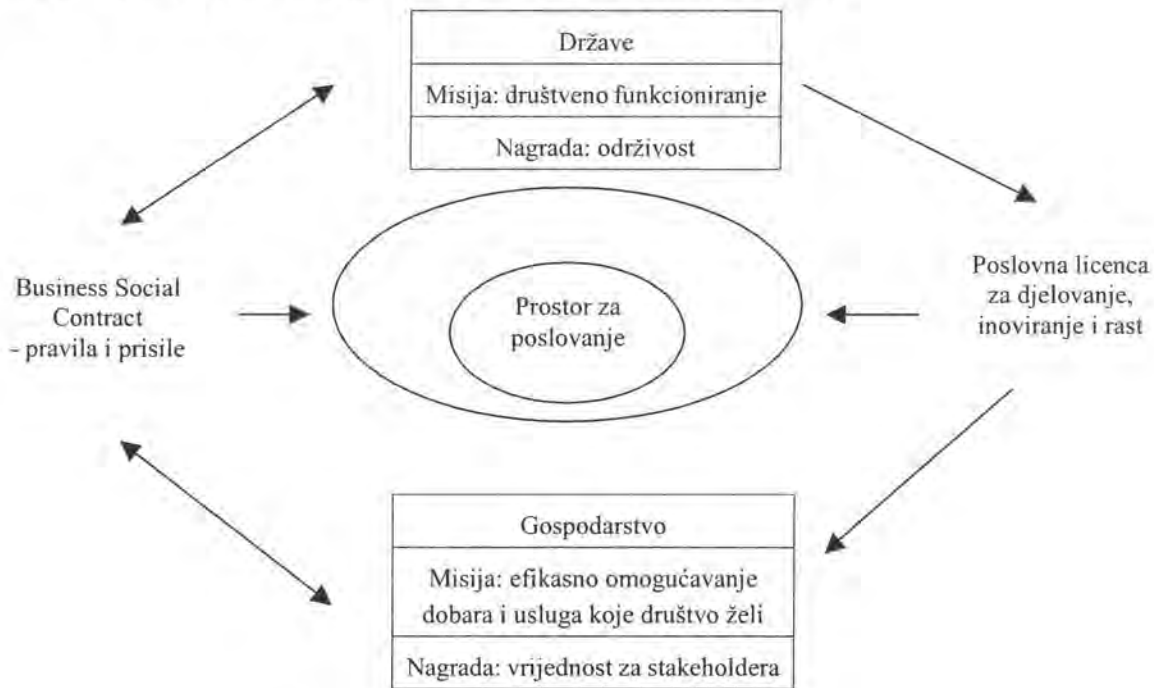 Države
Misija: društveno funkcioniranje
Nagrada: održivost
Business Social
Contract
- pravila i prisile
Prostor za
poslovanje
Poslovna licenca
za djelovanje,
inoviranje i rast
Gospodarstvo
Misija: efikasno omogućavanje
dobara i usluga koje društvo želi
Nagrada: vrijednost za stakeholdera